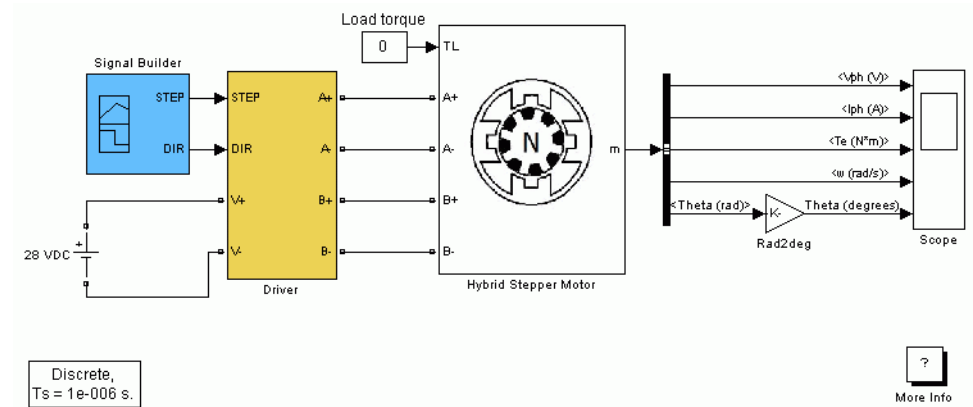 Load torque
0
TL
Signal Builder
STEP
DIR
STEP
DIR
V+
V-
A+
A-
B+
B-
Driver
A+
A-
B+
B-
N
m
Hybrid Stepper Motor
28 VDC
+
<Vph (V)>
<Iph (A)>
<Te (N*m)>
<w (rad/s)>
<Theta (rad)>
K-
Rad2deg
Theta (degrees)
Scope
Discrete,
Ts = 1e-006 s.
?
More Info